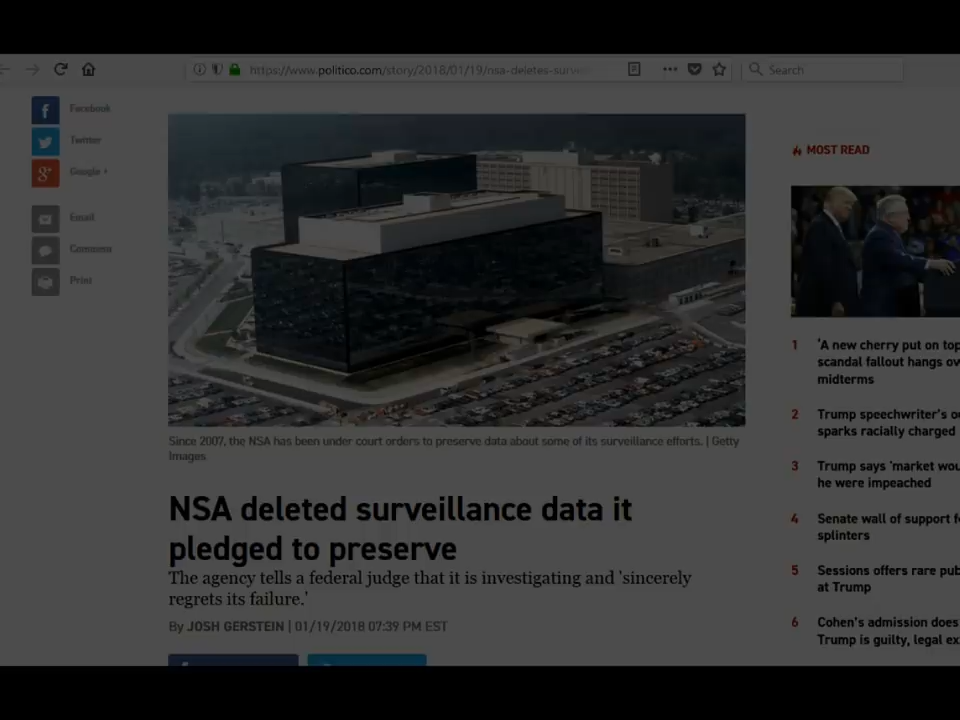 https://www.politico.com/story/2018/01/19/nsa-deletes-surve
Search
Facebook
Twitter
Google +
Email
Comment
Print
Since 2007, the NSA has been under court orders to preserve data about some of its surveillance efforts. | Getty
Images
NSA deleted surveillance data it
pledged to preserve
The agency tells a federal judge that it is investigating and 'sincerely
regrets its failure.'
By JOSH GERSTEIN | 01/19/2018 07:39 PM EST
MOST READ
1 'A new cherry put on top
scandal fallout hangs ov
midterms
2 Trump speechwriter's o
sparks racially charged
3 Trump says 'market wou
he were impeached
4 Senate wall of support f
splinters
5 Sessions offers rare pub
at Trump
6 Cohen's admission does
Trump is guilty, legal ex